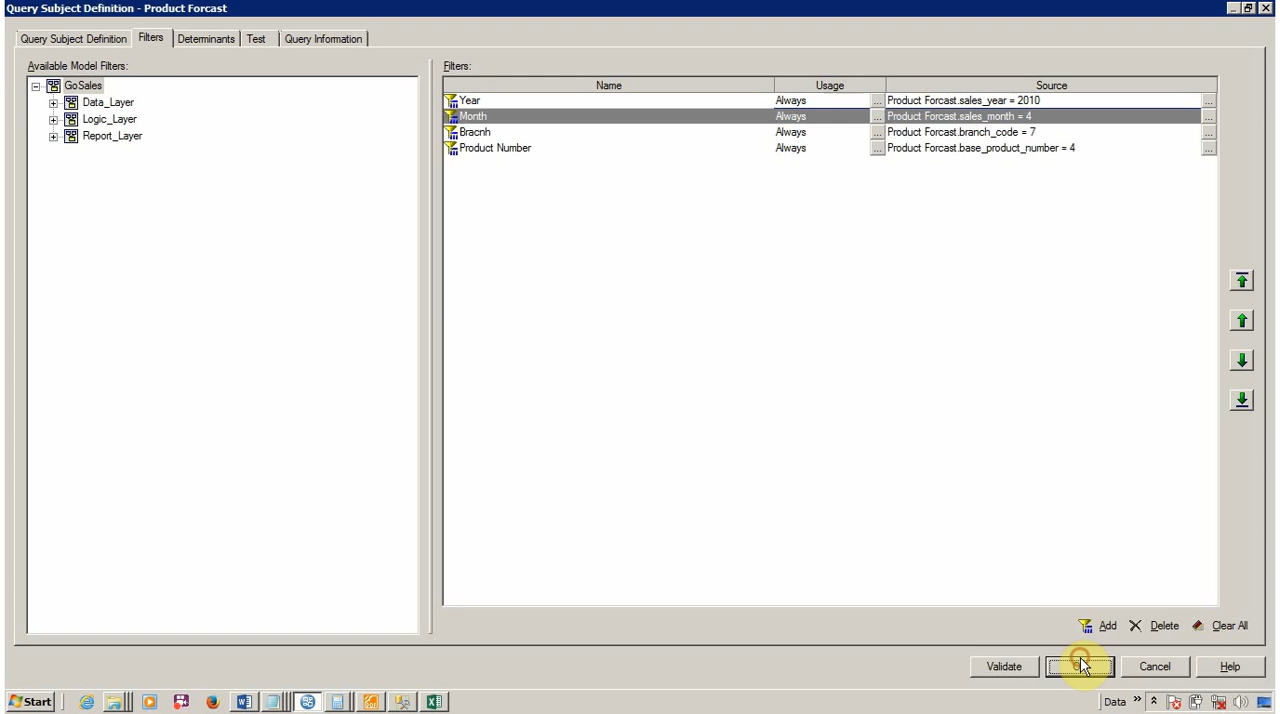 Query Subject Definition - Product Forcast
Query Subject Definition Filters Determinants Test Query Information
Available Model Filters:
GoSales
Data_Layer
Logic_Layer
Report_Layer
Filters:
Name Usage Source
Year Always ... Product Forcast.sales_year = 2010 ...
Month Always ... Product Forcast.sales_month = 4 ...
Bracnh Always ... Product Forcast.branch_code = 7 ...
Product Number Always ... Product Forcast.base_product_number = 4 ...
Add Delete Clear All
Validate Cancel Help
Start Data